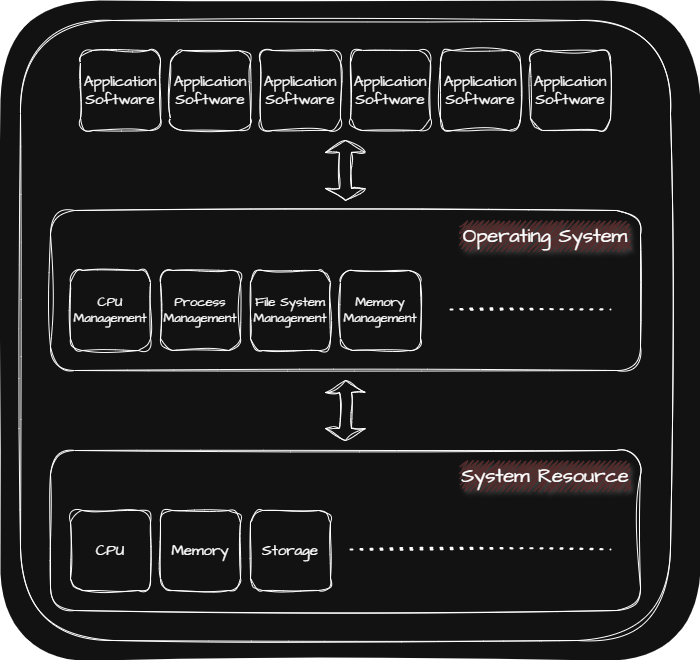 Application Application Application Application Application Application
Software Software Software Software Software Software
Operating System
CPU Process File System Memory
Management Management Management Management
System Resource
CPU Memory Storage